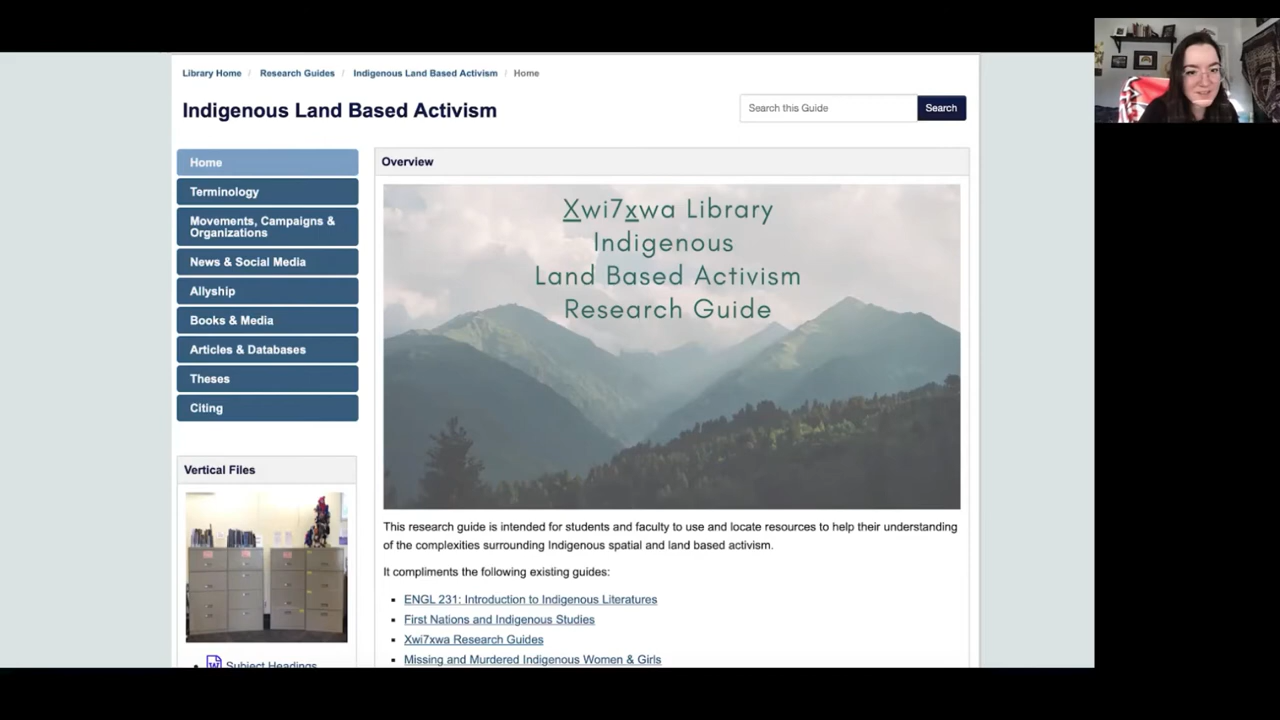 Library Home / Research Guides / Indigenous Land Based Activism / Home
Indigenous Land Based Activism
Search this Guide
Search
Home
Terminology
Movements, Campaigns &
Organizations
News & Social Media
Allyship
Books & Media
Articles & Databases
Theses
Citing
Vertical Files
Subject Headings
Overview
X̲wi7x̲wa Library
Indigenous
Land Based Activism
Research Guide
This research guide is intended for students and faculty to use and locate resources to help their understanding
of the complexities surrounding Indigenous spatial and land based activism.
It compliments the following existing guides:
ENGL 231: Introduction to Indigenous Literatures
First Nations and Indigenous Studies
Xwi7xwa Research Guides
Missing and Murdered Indigenous Women & Girls